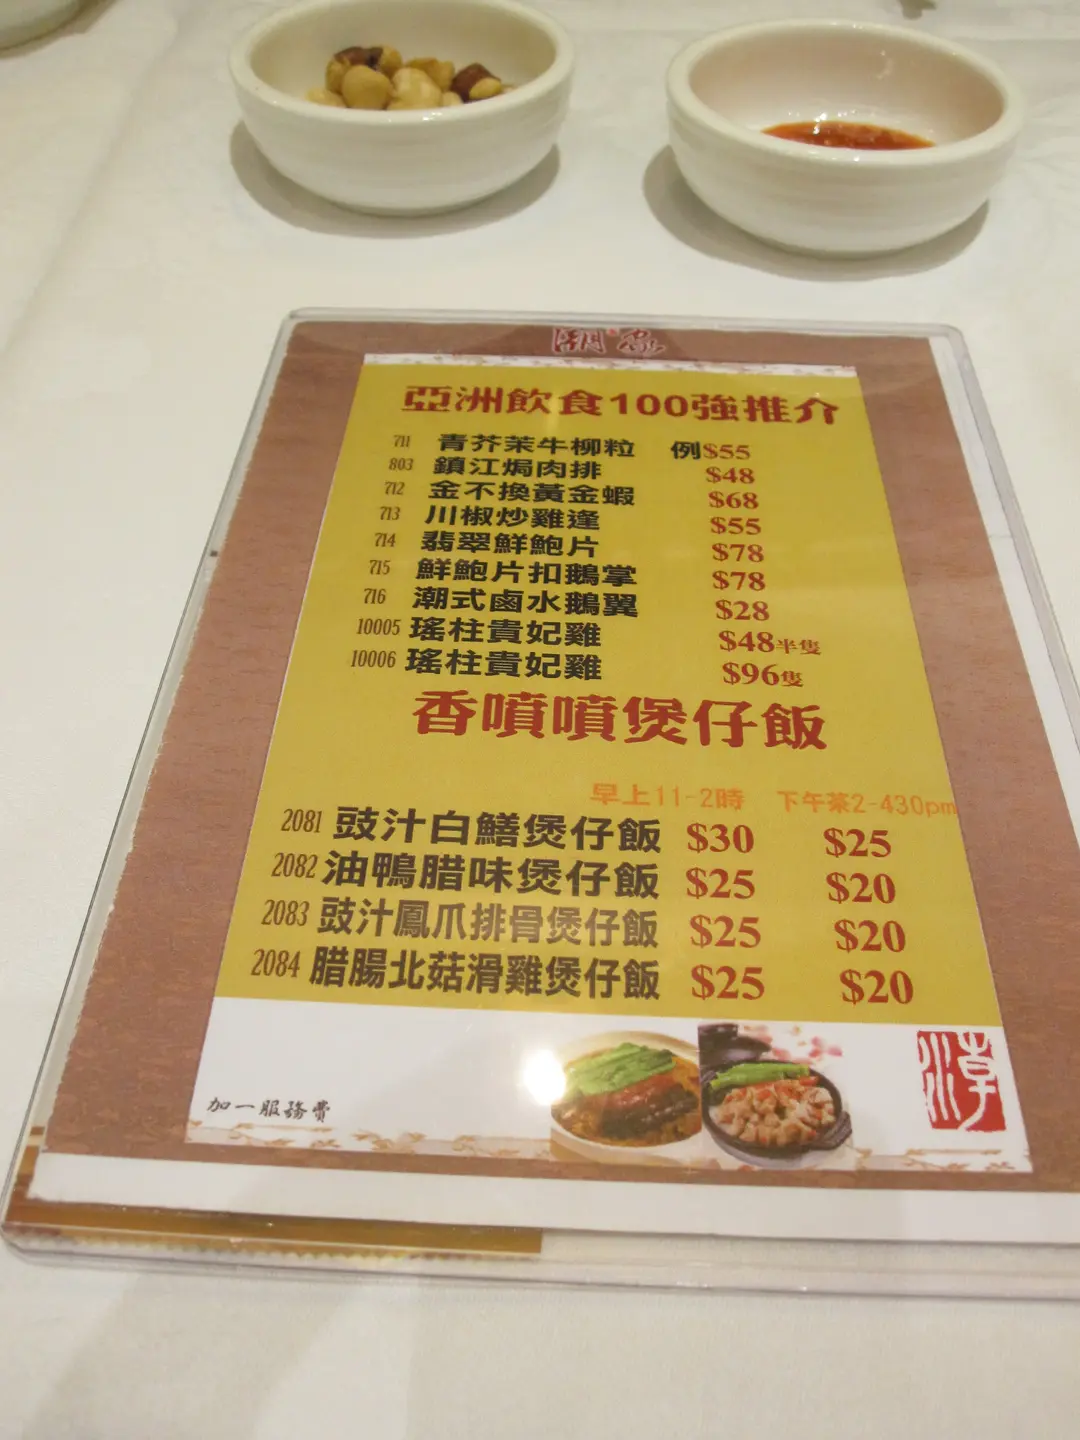 潮家
亞洲飲食100強推介
711 青芥茉牛柳粒 例$55
803 鎮江焗肉排 $48
712 金不換黃金蝦 $68
713 川椒炒雞逢 $55
714 翡翠鮮鮑片 $78
715 鮮鮑片扣鵝掌 $78
716 潮式鹵水鵝翼 $28
10005 瑤柱貴妃雞 $48半隻
10006 瑤柱貴妃雞 $96隻
香噴噴煲仔飯
早上11-2時 下午茶2-430pm
2081 豉汁白鱔煲仔飯 $30 $25
2082 油鴨腊味煲仔飯 $25 $20
2083 豉汁鳳爪排骨煲仔飯 $25 $20
2084 腊腸北菇滑雞煲仔飯 $25 $20
加一服務費